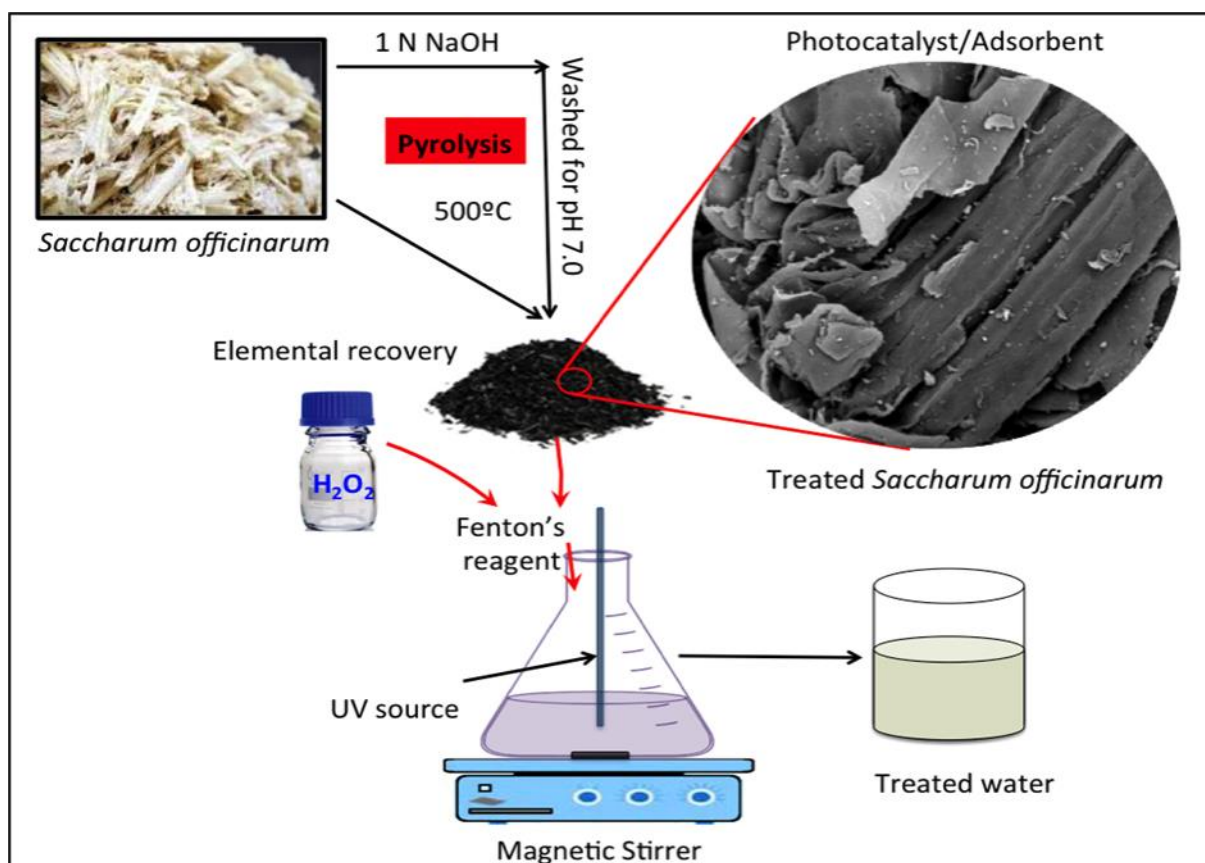 1 N NaOH
Pyrolysis
500ºC
Washed for pH 7.0
Saccharum officinarum
Photocatalyst/Adsorbent
Treated Saccharum officinarum
Elemental recovery
H₂O₂
Fenton’s
reagent
UV source
Treated water
Magnetic Stirrer